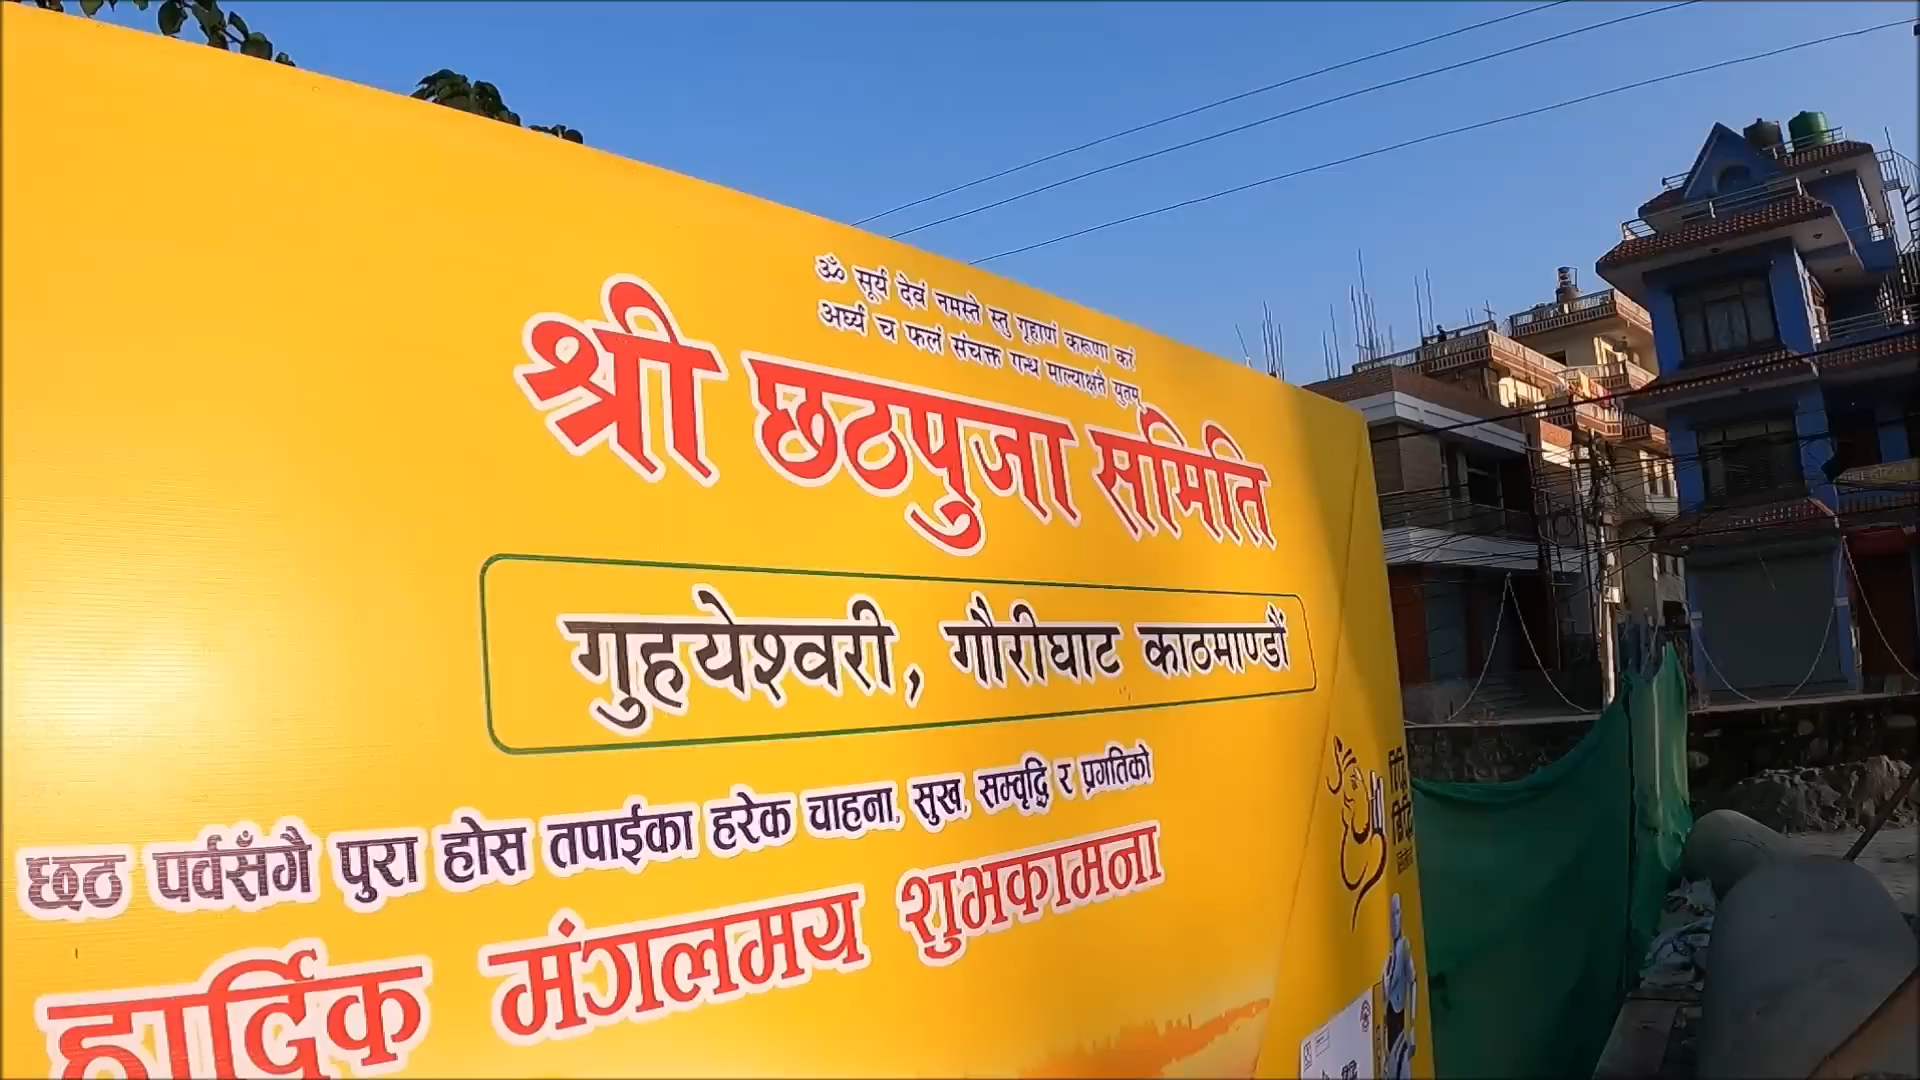 ॐ सूर्य देवं नमस्ते स्तु गृहाणं करूणा करं
अर्घ्यं च फलं संचक्त गन्ध माल्याक्षतै युतम्
श्री छठपुजा समिति
गुहयेश्वरी, गौरीघाट काठमाण्डौं
छठ पर्वसँगै पुरा होस तपाईका हरेक चाहना, सुख, सम्वृद्धि र प्रगतिको
हार्दिक मंगलमय शुभकामना